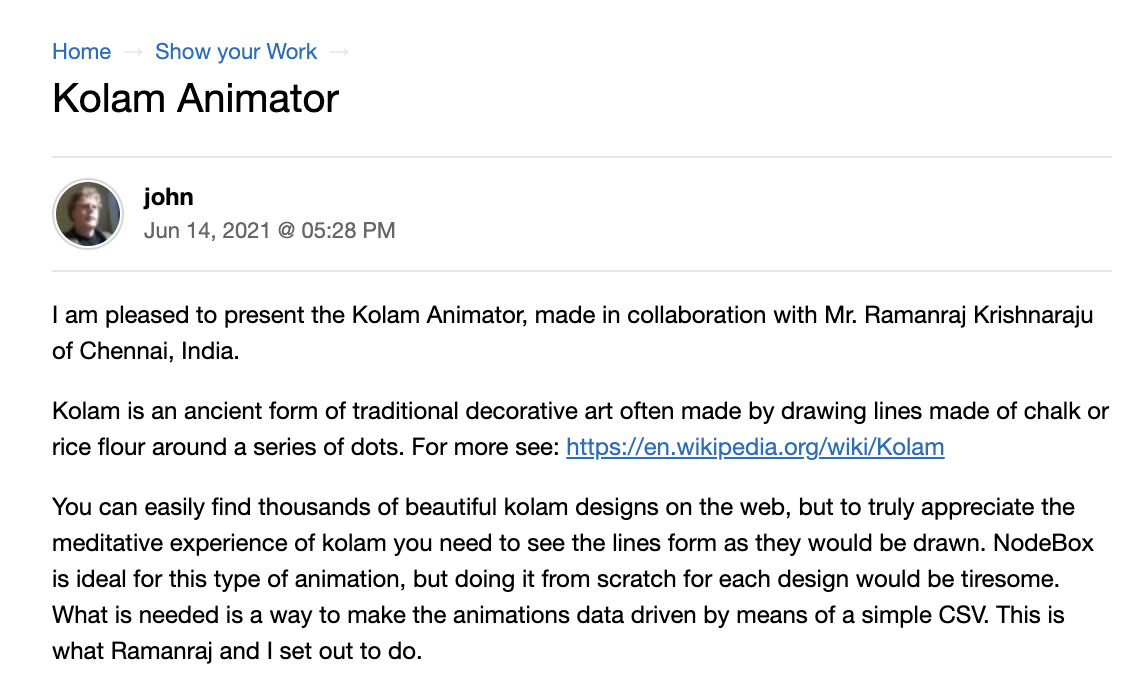 Home → Show your Work →
Kolam Animator
john
Jun 14, 2021 @ 05:28 PM
I am pleased to present the Kolam Animator, made in collaboration with Mr. Ramanraj Krishnaraju
of Chennai, India.
Kolam is an ancient form of traditional decorative art often made by drawing lines made of chalk or
rice flour around a series of dots. For more see: https://en.wikipedia.org/wiki/Kolam
You can easily find thousands of beautiful kolam designs on the web, but to truly appreciate the
meditative experience of kolam you need to see the lines form as they would be drawn. NodeBox
is ideal for this type of animation, but doing it from scratch for each design would be tiresome.
What is needed is a way to make the animations data driven by means of a simple CSV. This is
what Ramanraj and I set out to do.